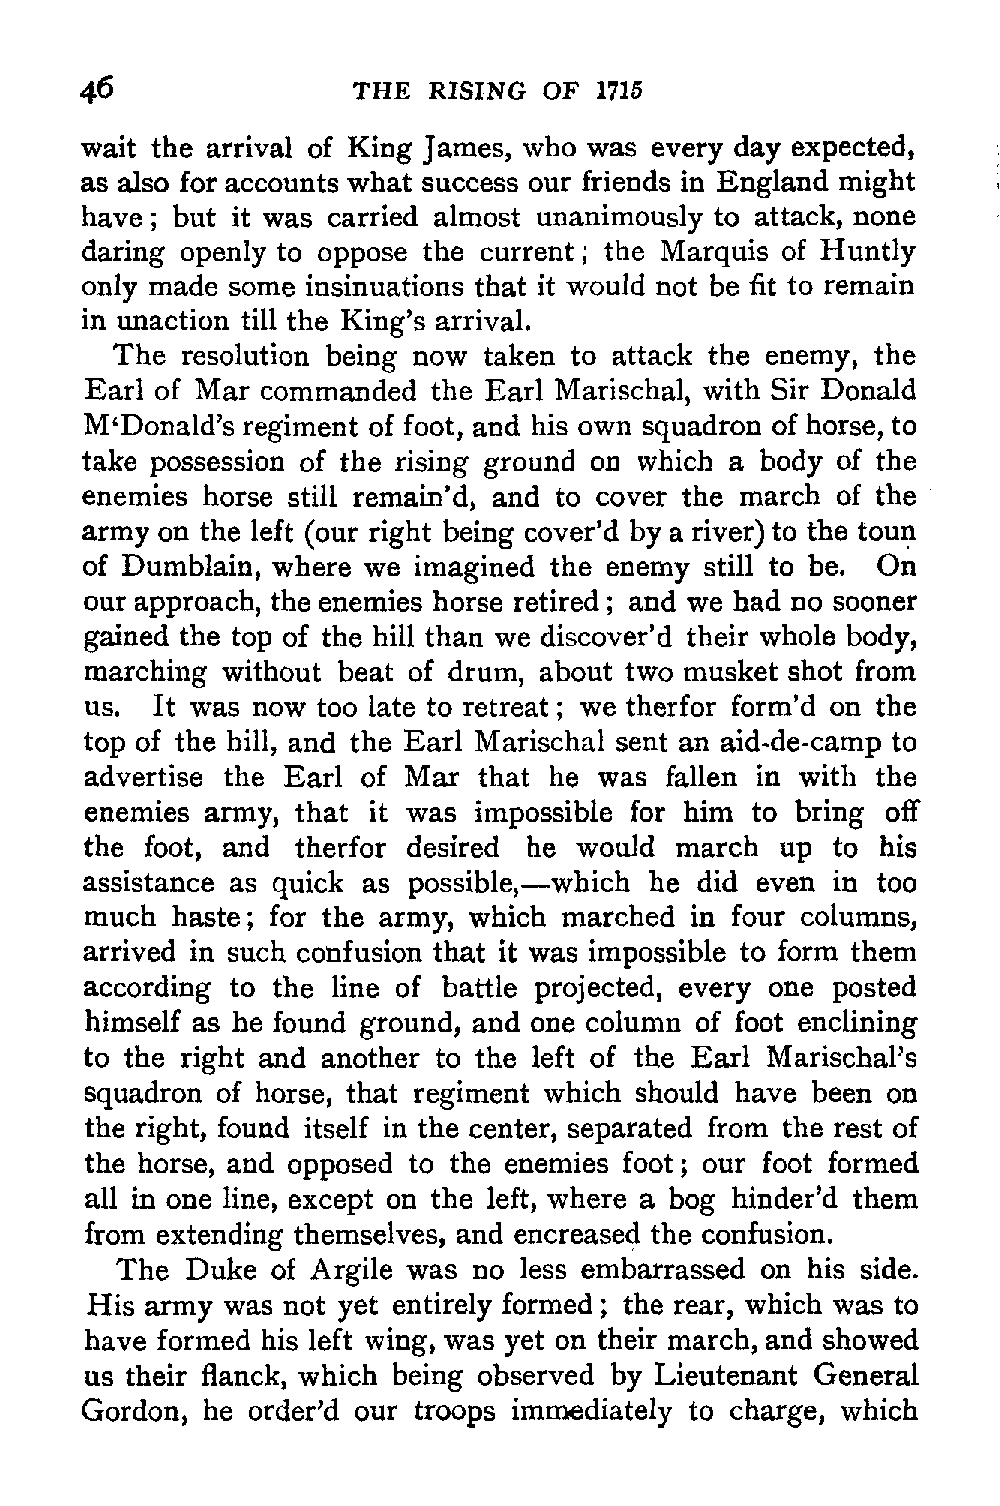 46 THE RISING OF 1715
wait the arrival of King James, who was every day expected,
as also for accounts what success our friends in England might
have; but it was carried almost unanimously to attack, none
daring openly to oppose the current; the Marquis of Huntly
only made some insinuations that it would not be fit to remain
in unaction till the King's arrival.
The resolution being now taken to attack the enemy, the
Earl of Mar commanded the Earl Marischal, with Sir Donald
M‘Donald's regiment of foot, and his own squadron of horse, to
take possession of the rising ground on which a body of the
enemies horse still remain'd, and to cover the march of the
army on the left (our right being cover'd by a river) to the toun
of Dumblain, where we imagined the enemy still to be. On
our approach, the enemies horse retired; and we had no sooner
gained the top of the hill than we discover'd their whole body,
marching without beat of drum, about two musket shot from
us. It was now too late to retreat; we therfor form'd on the
top of the hill, and the Earl Marischal sent an aid-de-camp to
advertise the Earl of Mar that he was fallen in with the
enemies army, that it was impossible for him to bring off
the foot, and therfor desired he would march up to his
assistance as quick as possible,—which he did even in too
much haste; for the army, which marched in four columns,
arrived in such confusion that it was impossible to form them
according to the line of battle projected, every one posted
himself as he found ground, and one column of foot enclining
to the right and another to the left of the Earl Marischal's
squadron of horse, that regiment which should have been on
the right, found itself in the center, separated from the rest of
the horse, and opposed to the enemies foot; our foot formed
all in one line, except on the left, where a bog hinder'd them
from extending themselves, and encreased the confusion.
The Duke of Argile was no less embarrassed on his side.
His army was not yet entirely formed; the rear, which was to
have formed his left wing, was yet on their march, and showed
us their flanck, which being observed by Lieutenant General
Gordon, he order'd our troops immediately to charge, which